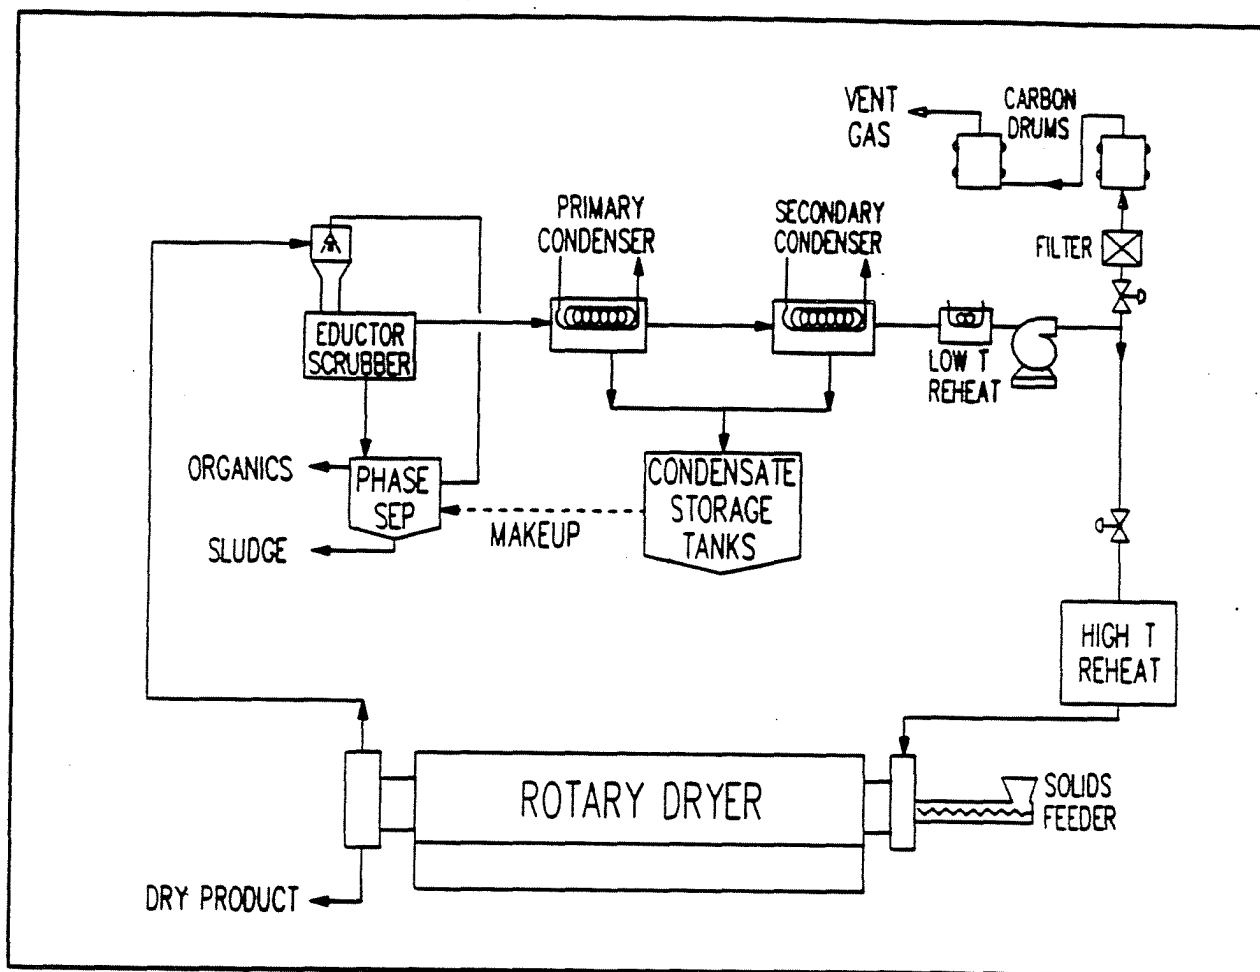 VENT
GAS
CARBON
DRUMS
PRIMARY
CONDENSER
SECONDARY
CONDENSER
FILTER
EDUCTOR
SCRUBBER
LOW T
REHEAT
ORGANICS
PHASE
SEP
SLUDGE
MAKEUP
CONDENSATE
STORAGE
TANKS
HIGH T
REHEAT
ROTARY DRYER
SOLIDS
FEEDER
DRY PRODUCT